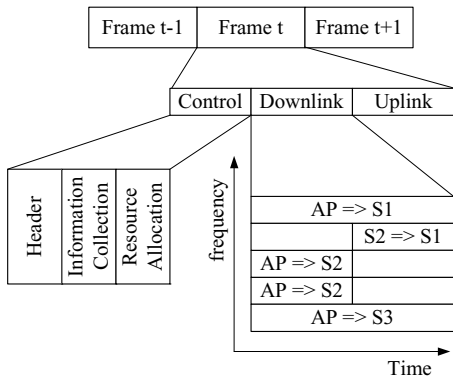 Frame t-1 Frame t Frame t+1
Control Downlink Uplink
Header
Information
Collection
Resource
Allocation
frequency
AP => S1
S2 => S1
AP => S2
AP => S2
AP => S3
Time